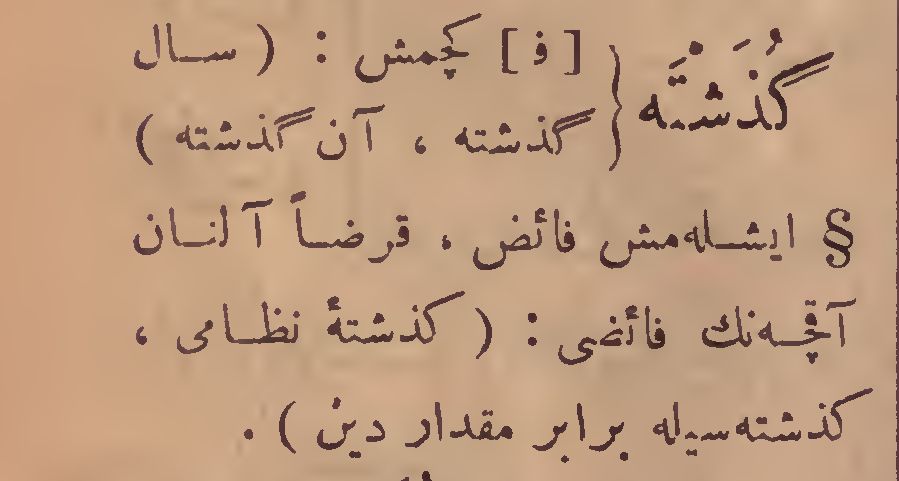 گُذَشْتَه { [ ف ] كچمش : ( سال
گذشته ، آن گذشته )
§ ايشله‌مش فائض ، قرضاً آلنان
آقچه‌نك فائضى : ( كذشتهٔ نظامى ،
كذشته‌سيله برابر مقدار دين ) .